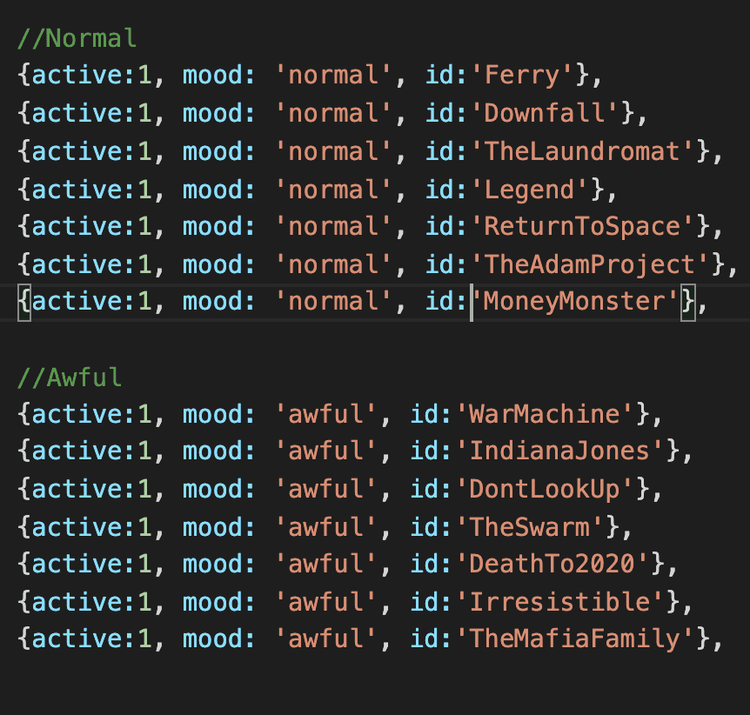 //Normal
{active:1, mood: 'normal', id:'Ferry'},
{active:1, mood: 'normal', id:'Downfall'},
{active:1, mood: 'normal', id:'TheLaundromat'},
{active:1, mood: 'normal', id:'Legend'},
{active:1, mood: 'normal', id:'ReturnToSpace'},
{active:1, mood: 'normal', id:'TheAdamProject'},
{active:1, mood: 'normal', id:'MoneyMonster'},
//Awful
{active:1, mood: 'awful', id:'WarMachine'},
{active:1, mood: 'awful', id:'IndianaJones'},
{active:1, mood: 'awful', id:'DontLookUp'},
{active:1, mood: 'awful', id:'TheSwarm'},
{active:1, mood: 'awful', id:'DeathTo2020'},
{active:1, mood: 'awful', id:'Irresistible'},
{active:1, mood: 'awful', id:'TheMafiaFamily'},